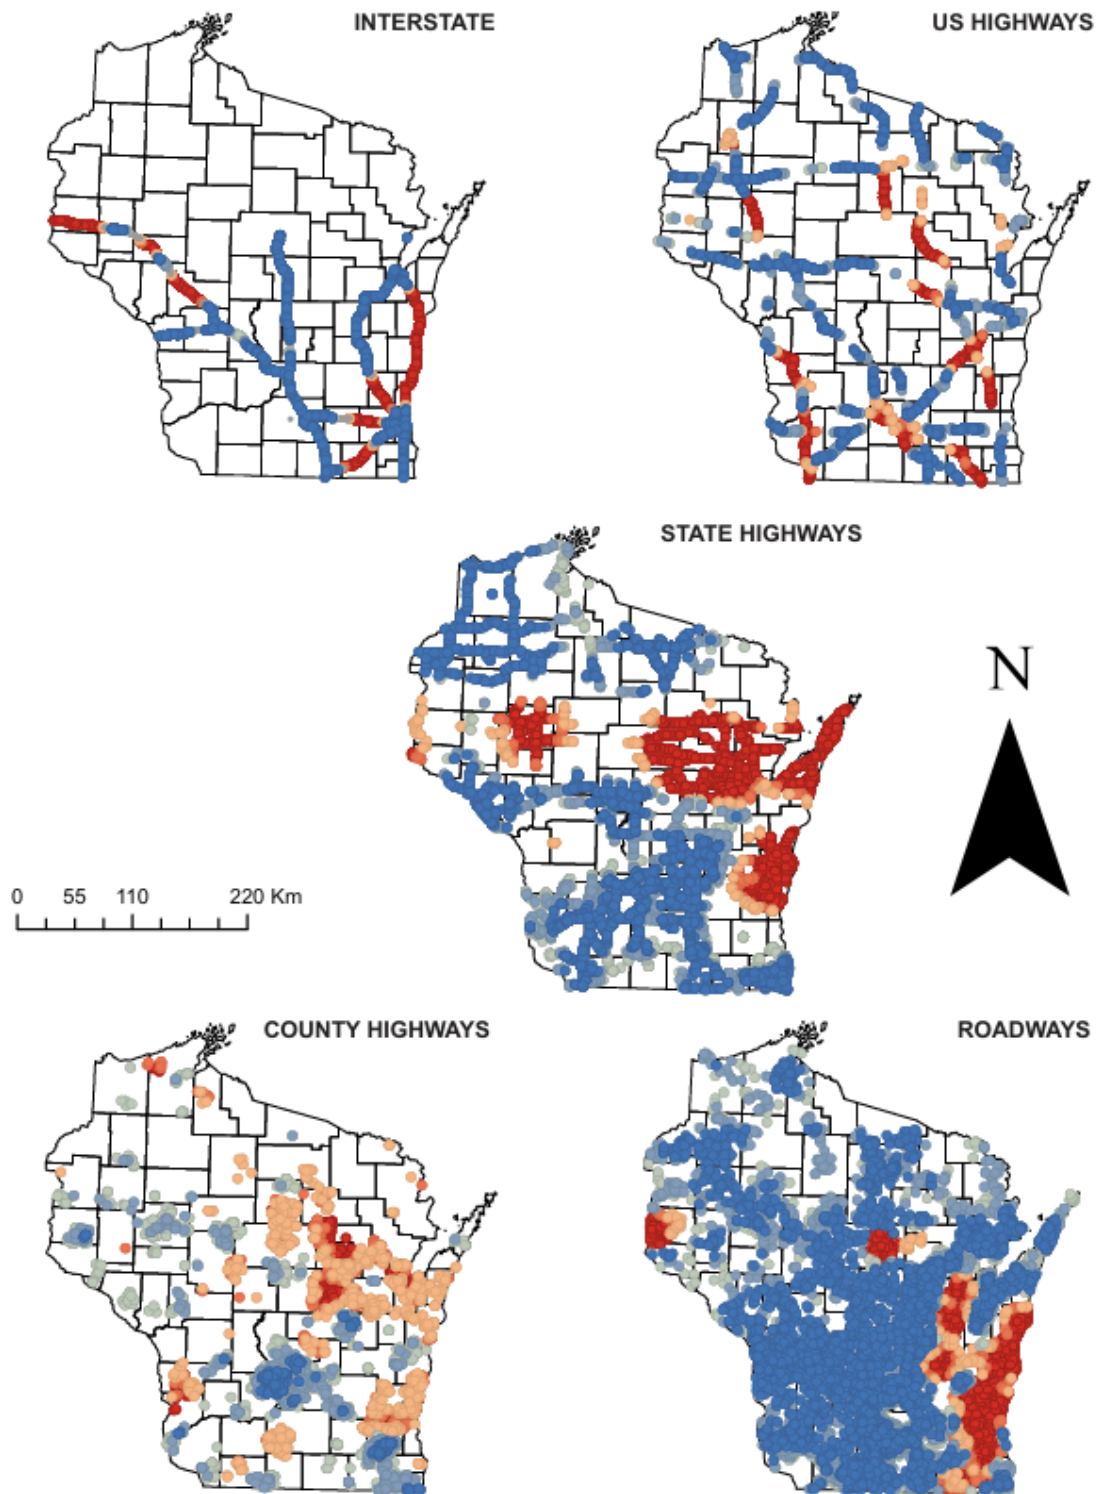 INTERSTATE
US HIGHWAYS
STATE HIGHWAYS
N
0 55 110 220 Km
COUNTY HIGHWAYS
ROADWAYS